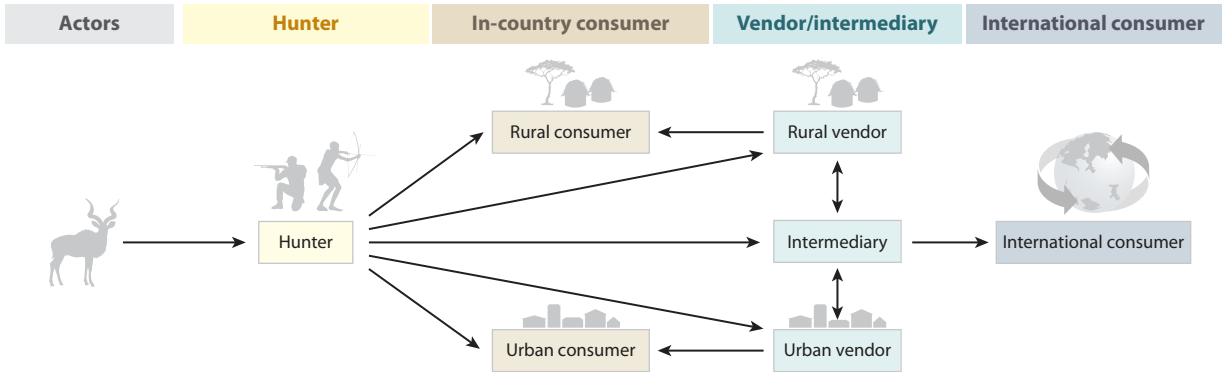 Actors
Hunter
In-country consumer
Vendor/intermediary
International consumer
Rural consumer
Rural vendor
Hunter
Intermediary
International consumer
Urban consumer
Urban vendor